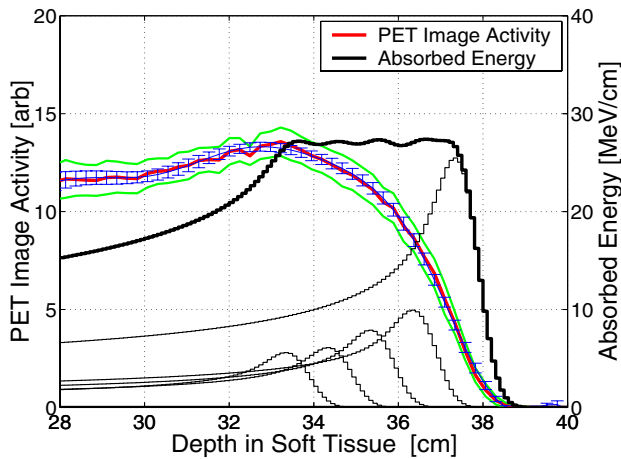 PET Image Activity
Absorbed Energy
PET Image Activity [arb]
20
15
10
5
0
Absorbed Energy [MeV/cm]
40
30
20
10
0
28 30 32 34 36 38 40
Depth in Soft Tissue [cm]